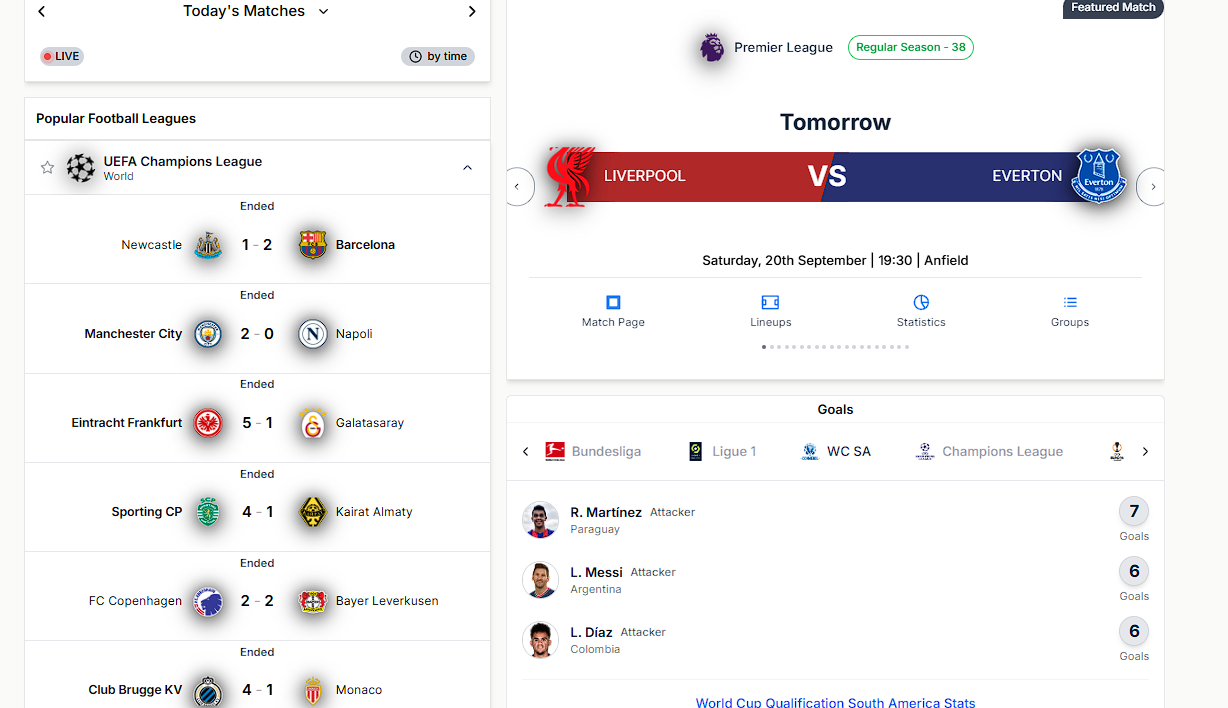 Today's Matches
LIVE
by time
Popular Football Leagues
UEFA Champions League
World
Ended
Newcastle 1 - 2 Barcelona
Ended
Manchester City 2 - 0 Napoli
Ended
Eintracht Frankfurt 5 - 1 Galatasaray
Ended
Sporting CP 4 - 1 Kairat Almaty
Ended
FC Copenhagen 2 - 2 Bayer Leverkusen
Ended
Club Brugge KV 4 - 1 Monaco
Featured Match
Premier League Regular Season - 38
Tomorrow
LIVERPOOL VS EVERTON
Everton
Saturday, 20th September | 19:30 | Anfield
Match Page Lineups Statistics Groups
Goals
Bundesliga Ligue 1 WC SA Champions League
R. Martínez Attacker
Paraguay
7
Goals
L. Messi Attacker
Argentina
6
Goals
L. Díaz Attacker
Colombia
6
Goals
World Cup Qualification South America Stats